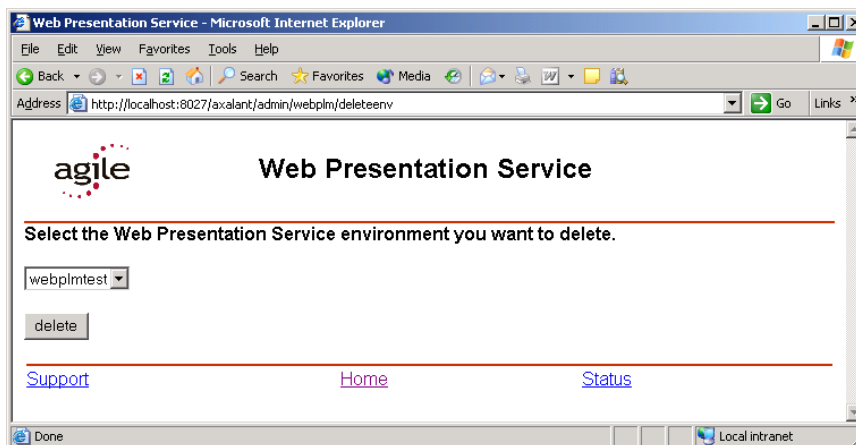 Web Presentation Service - Microsoft Internet Explorer
File Edit View Favorites Tools Help
Back Search Favorites Media
Address http://localhost:8027/axalant/admin/webplm/deleteenv Go Links »
agile
Web Presentation Service
Select the Web Presentation Service environment you want to delete.
webplmtest
delete
Support Home Status
Done Local intranet